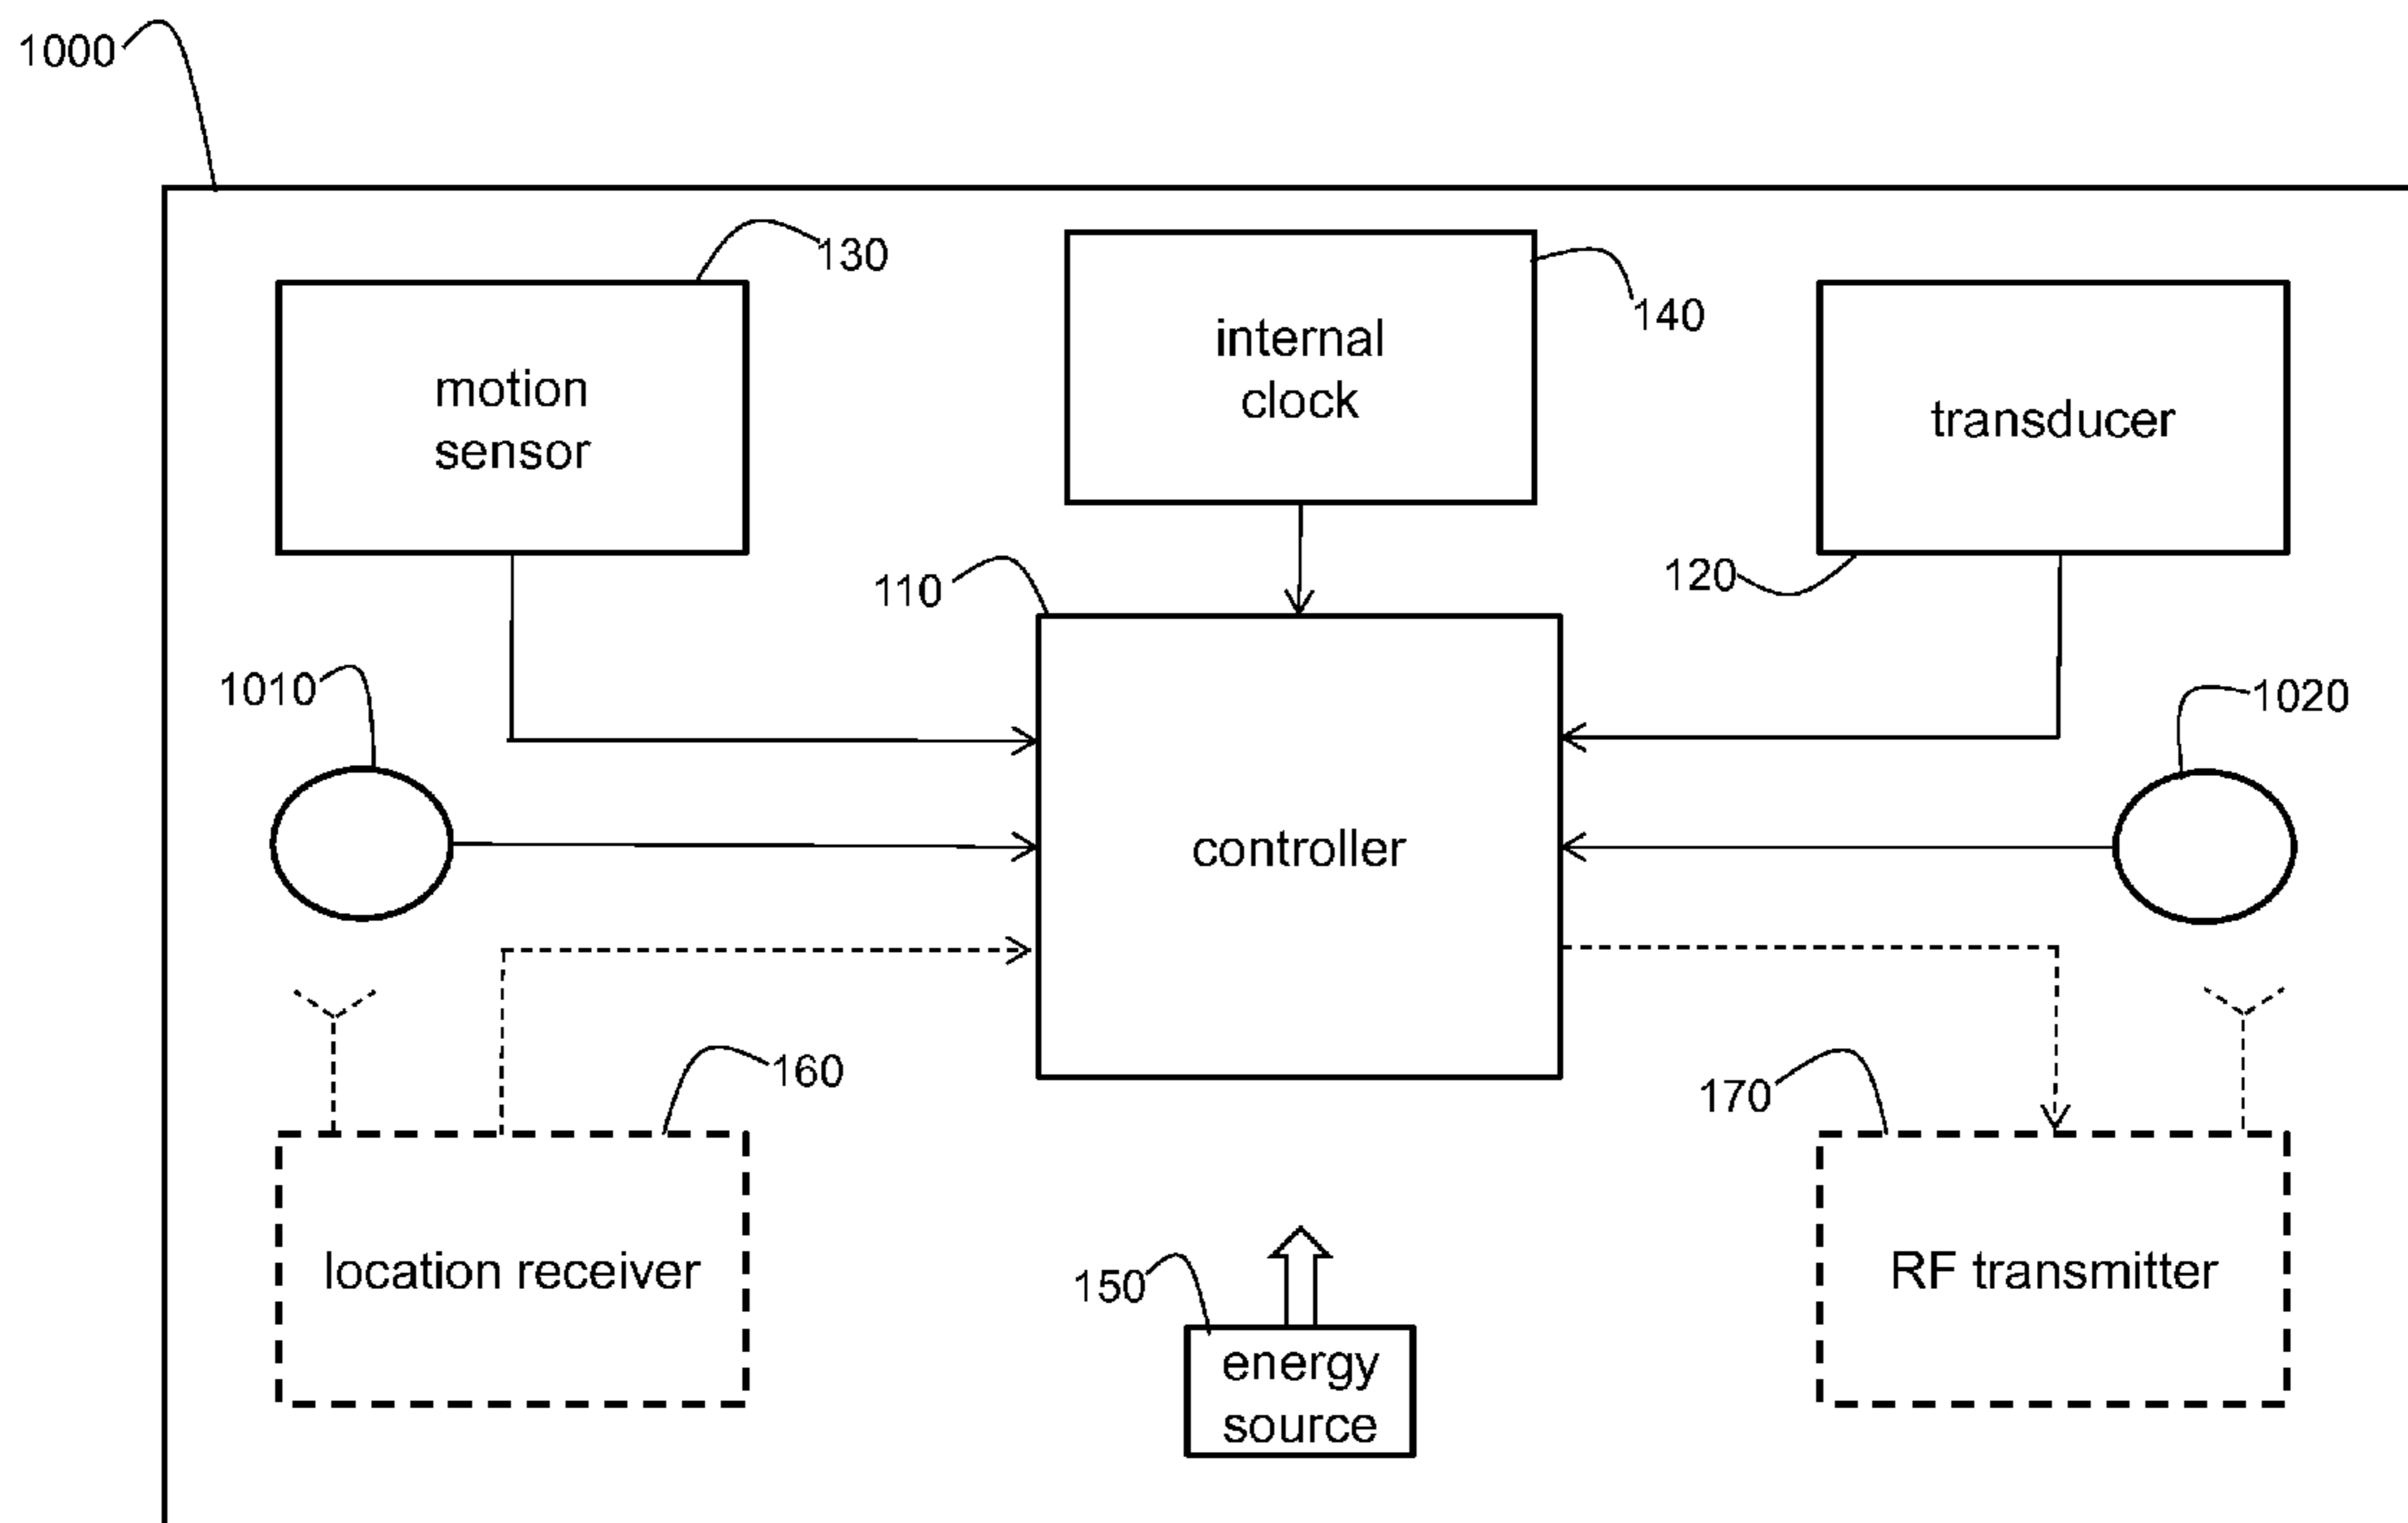 1000
130
140
motion
sensor
internal
clock
transducer
110
120
1010
1020
controller
160
170
location receiver
150
energy
source
RF transmitter